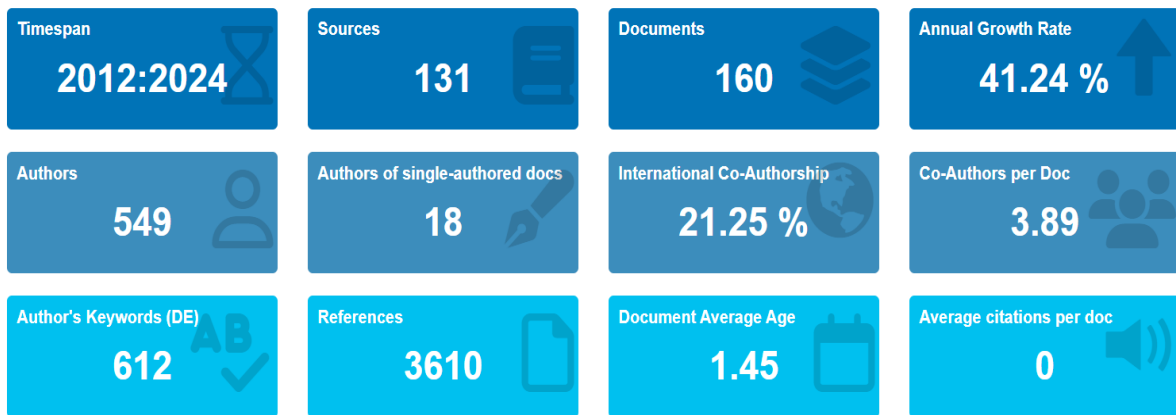 Timespan
2012:2024
Sources
131
Documents
160
Annual Growth Rate
41.24 %
Authors
549
Authors of single-authored docs
18
International Co-Authorship
21.25 %
Co-Authors per Doc
3.89
Author's Keywords (DE)
612
AB
References
3610
Document Average Age
1.45
Average citations per doc
0